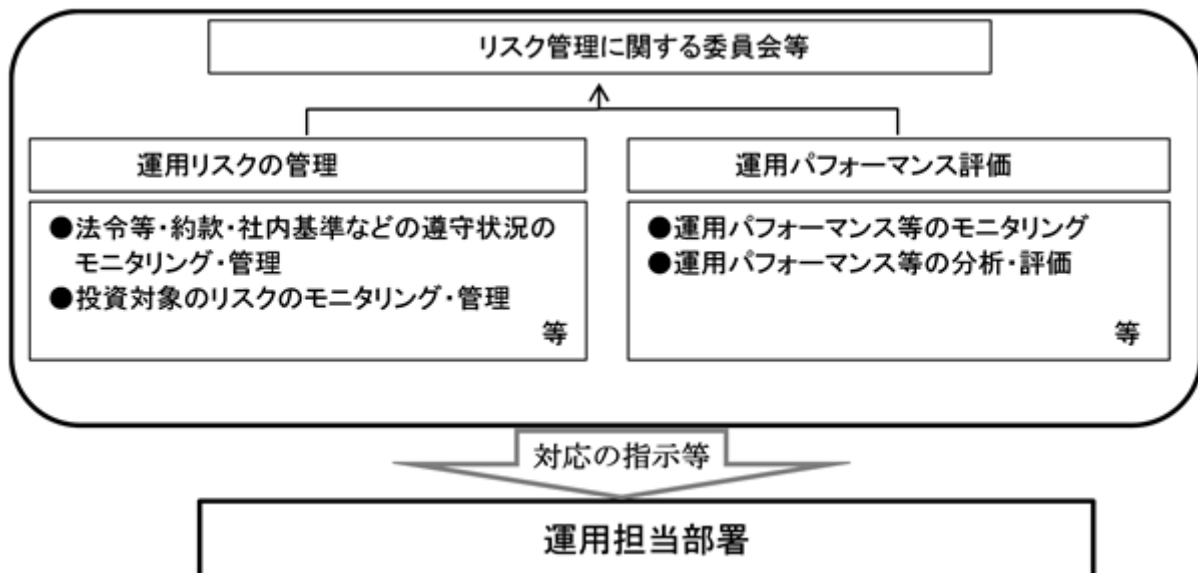 リスク管理に関する委員会等
運用リスクの管理
運用パフォーマンス評価
●法令等・約款・社内基準などの遵守状況の
モニタリング・管理
●投資対象のリスクのモニタリング・管理
等
●運用パフォーマンス等のモニタリング
●運用パフォーマンス等の分析・評価
等
対応の指示等
運用担当部署